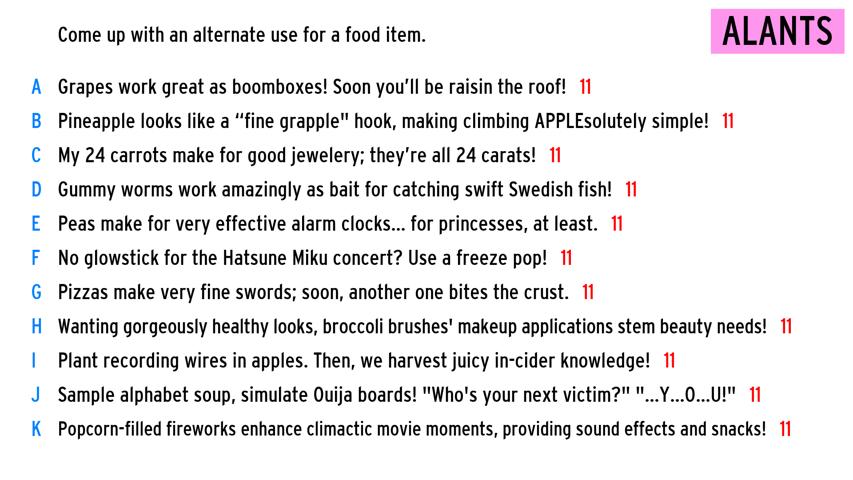 Come up with an alternate use for a food item.
ALANTS
A Grapes work great as boomboxes! Soon you'll be raisin the roof! 11
B Pineapple looks like a “fine grapple" hook, making climbing APPLEsolutely simple! 11
C My 24 carrots make for good jewelery; they're all 24 carats! 11
D Gummy worms work amazingly as bait for catching swift Swedish fish! 11
E Peas make for very effective alarm clocks... for princesses, at least. 11
F No glowstick for the Hatsune Miku concert? Use a freeze pop! 11
G Pizzas make very fine swords; soon, another one bites the crust. 11
H Wanting gorgeously healthy looks, broccoli brushes' makeup applications stem beauty needs! 11
I Plant recording wires in apples. Then, we harvest juicy in-cider knowledge! 11
J Sample alphabet soup, simulate Ouija boards! "Who's your next victim?" "...Y...O...U!" 11
K Popcorn-filled fireworks enhance climactic movie moments, providing sound effects and snacks! 11